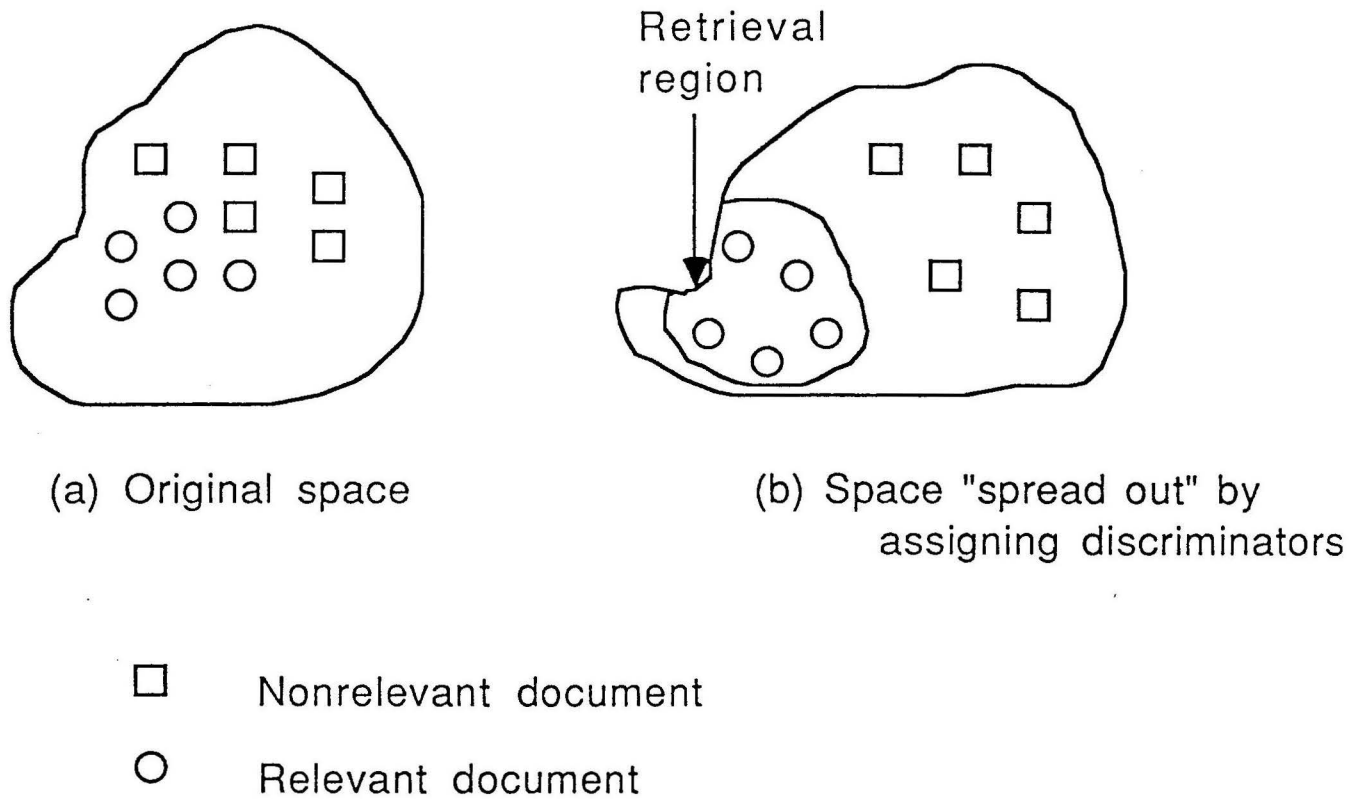 Retrieval
region
(a) Original space
(b) Space "spread out" by
assigning discriminators
Nonrelevant document
Relevant document